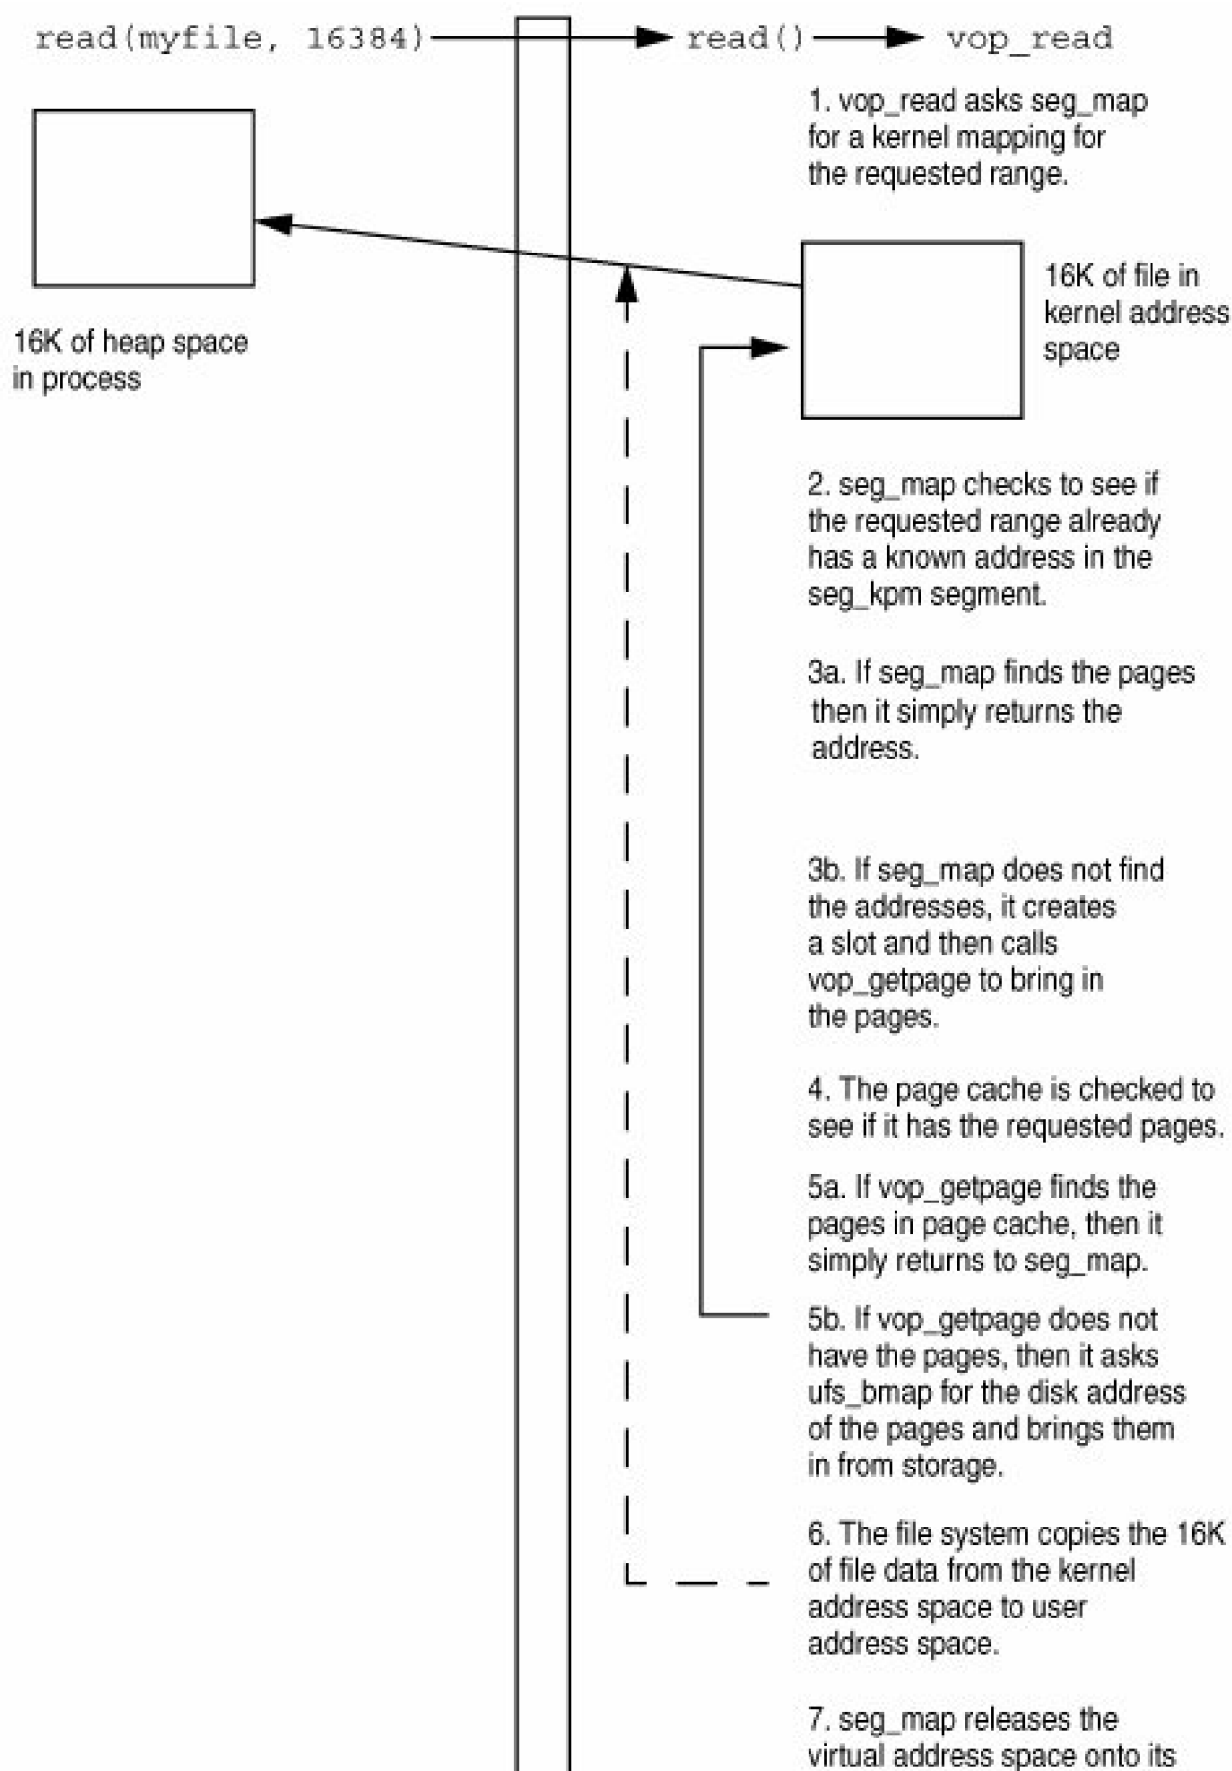 read(myfile, 16384) read() vop_read
1. vop_read asks seg_map
for a kernel mapping for
the requested range.
16K of file in
kernel address
space
16K of heap space
in process
2. seg_map checks to see if
the requested range already
has a known address in the
seg_kpm segment.
3a. If seg_map finds the pages
then it simply returns the
address.
3b. If seg_map does not find
the addresses, it creates
a slot and then calls
vop_getpage to bring in
the pages.
4. The page cache is checked to
see if it has the requested pages.
5a. If vop_getpage finds the
pages in page cache, then it
simply returns to seg_map.
5b. If vop_getpage does not
have the pages, then it asks
ufs_bmap for the disk address
of the pages and brings them
in from storage.
6. The file system copies the 16K
of file data from the kernel
address space to user
address space.
7. seg_map releases the
virtual address space onto its